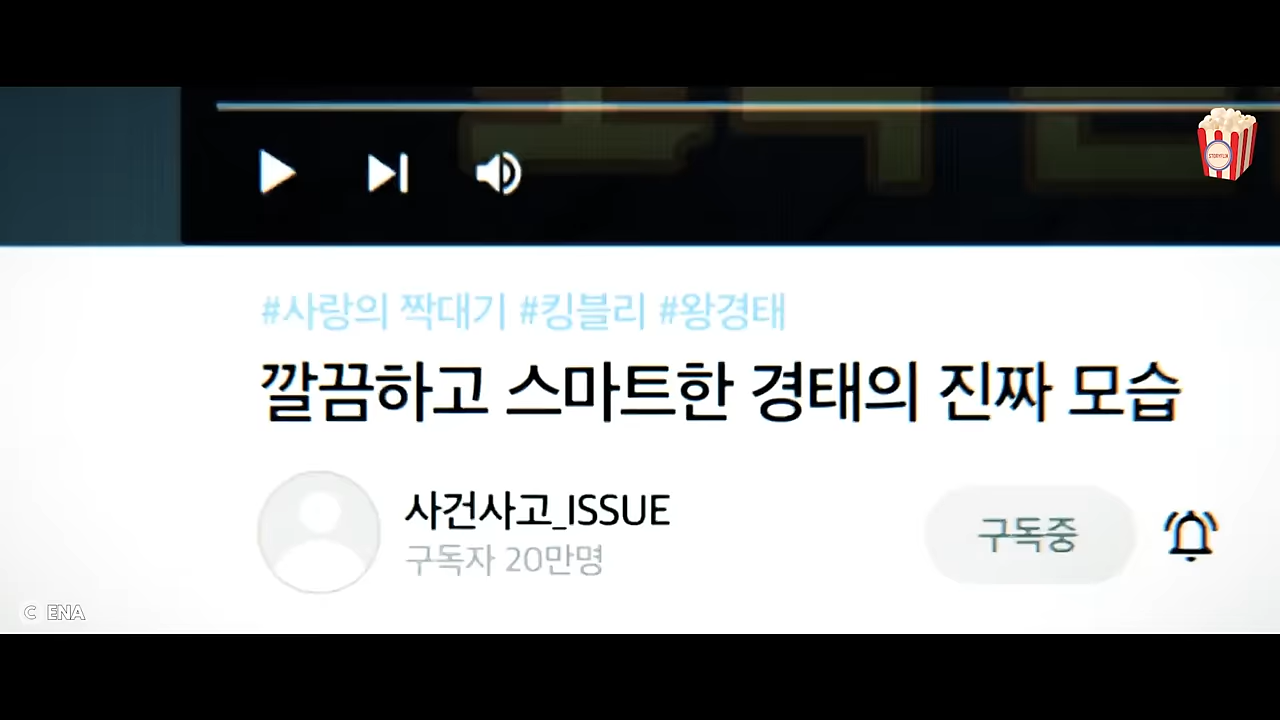 #사랑의 짝대기 #킹블리 #왕경태
깔끔하고 스마트한 경태의 진짜 모습
사건사고_ISSUE
구독자 20만명
구독중
C ENA